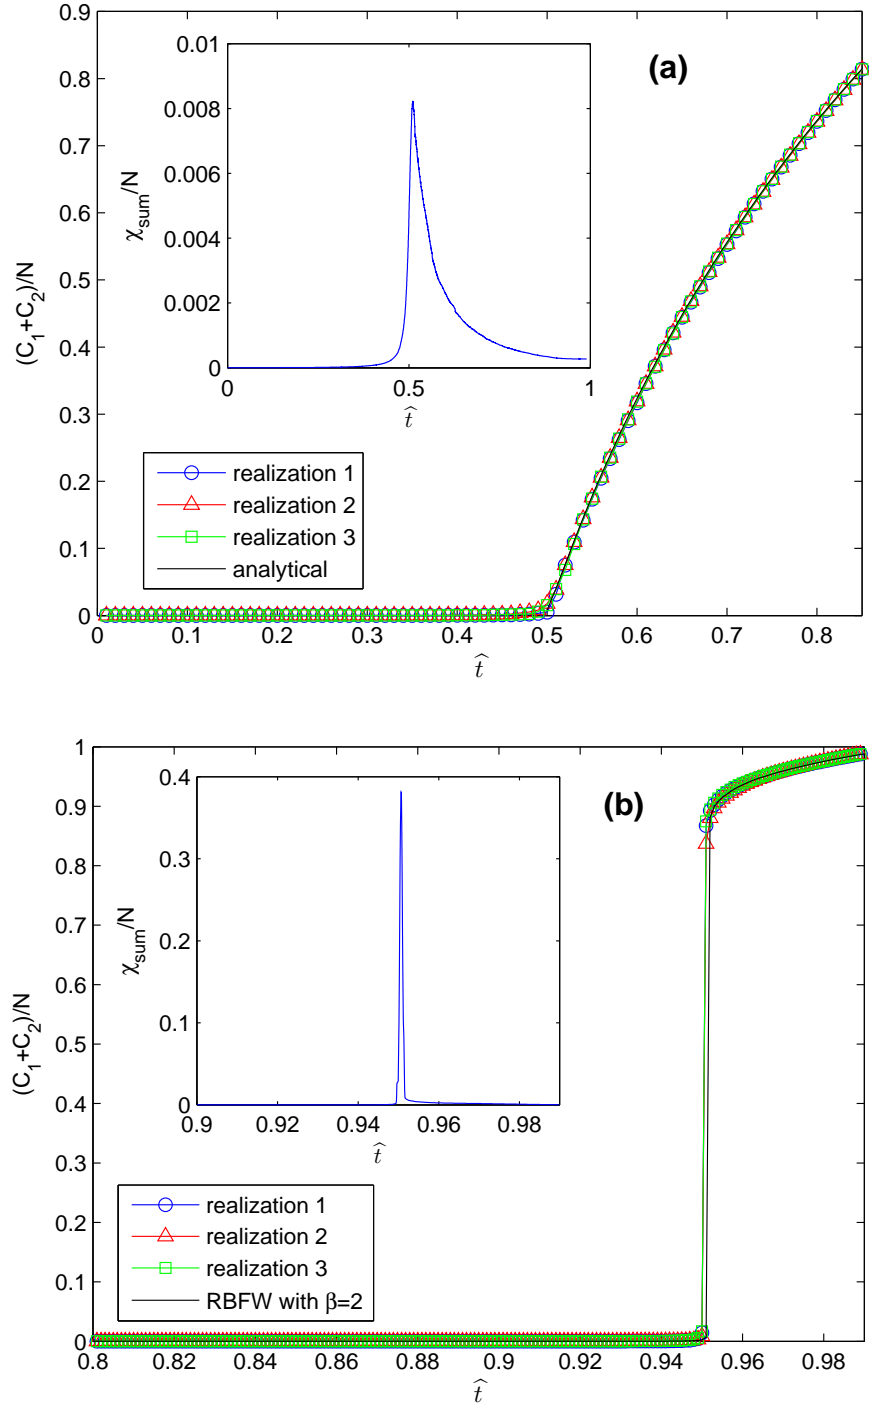 (a)
(C₁+C₂)/N
0.9
0.8
0.7
0.6
0.5
0.4
0.3
0.2
0.1
0
χsum/N
0.01
0.008
0.006
0.004
0.002
0
0 0.5 1
t̂
realization 1
realization 2
realization 3
analytical
0 0.1 0.2 0.3 0.4 0.5 0.6 0.7 0.8
t̂
(b)
(C₁+C₂)/N
1
0.9
0.8
0.7
0.6
0.5
0.4
0.3
0.2
0.1
0
χsum/N
0.4
0.3
0.2
0.1
0
0.9 0.92 0.94 0.96 0.98
t̂
realization 1
realization 2
realization 3
RBFW with β=2
0.8 0.82 0.84 0.86 0.88 0.9 0.92 0.94 0.96 0.98
t̂